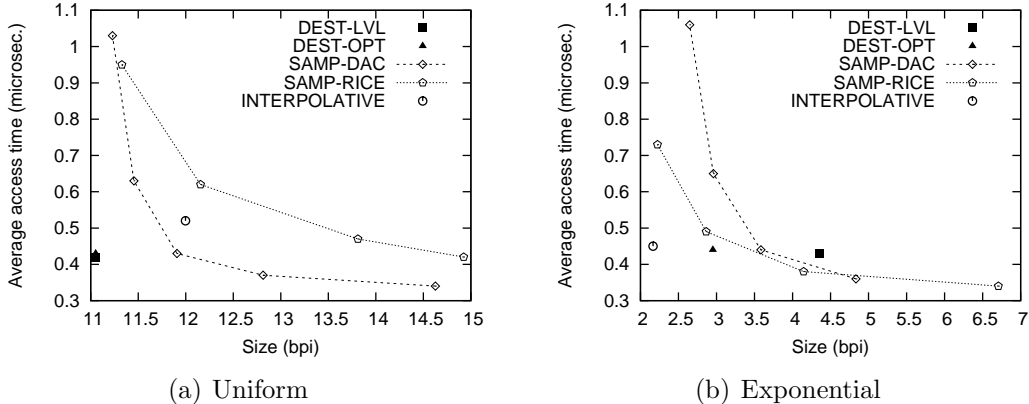 1.1
1
0.9
0.8
0.7
0.6
0.5
0.4
0.3
Average access time (microsec.)
DEST-LVL
DEST-OPT
SAMP-DAC
SAMP-RICE
INTERPOLATIVE
11 11.5 12 12.5 13 13.5 14 14.5 15
Size (bpi)
(a) Uniform
1.1
1
0.9
0.8
0.7
0.6
0.5
0.4
0.3
Average access time (microsec.)
DEST-LVL
DEST-OPT
SAMP-DAC
SAMP-RICE
INTERPOLATIVE
2 2.5 3 3.5 4 4.5 5 5.5 6 6.5 7
Size (bpi)
(b) Exponential